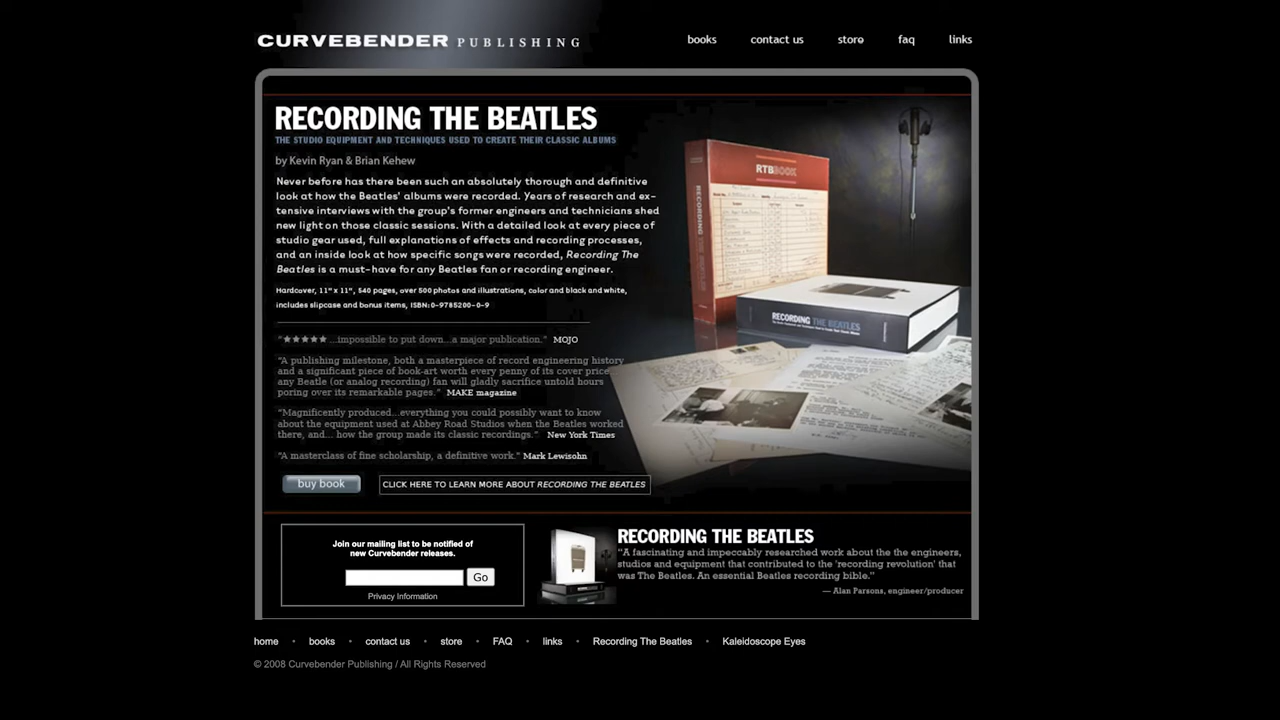 CURVEBENDER PUBLISHING
books contact us store faq links
RECORDING THE BEATLES
THE STUDIO EQUIPMENT AND TECHNIQUES USED TO CREATE THEIR CLASSIC ALBUMS
by Kevin Ryan & Brian Kehew
Never before has there been such an absolutely thorough and definitive
look at how the Beatles' albums were recorded. Years of research and ex-
tensive interviews with the group's former engineers and technicians shed
new light on those classic sessions. With a detailed look at every piece of
studio gear used, full explanations of effects and recording processes,
and an inside look at how specific songs were recorded, Recording The
Beatles is a must-have for any Beatles fan or recording engineer.
Hardcover, 11" x 11", 540 pages, over 500 photos and illustrations, color and black and white,
includes slipcase and bonus items, ISBN:0-9785200-0-9
"★★★★★ ...impossible to put down...a major publication." MOJO
"A publishing milestone, both a masterpiece of record engineering history
and a significant piece of book-art worth every penny of its cover price...
any Beatle (or analog recording) fan will gladly sacrifice untold hours
poring over its remarkable pages." MAKE magazine
"Magnificently produced...everything you could possibly want to know
about the equipment used at Abbey Road Studios when the Beatles worked
there, and... how the group made its classic recordings." New York Times
"A masterclass of fine scholarship, a definitive work." Mark Lewisohn
buy book
CLICK HERE TO LEARN MORE ABOUT RECORDING THE BEATLES
RTBBOOK
RECORDING THE BEATLES
RECORDING THE BEATLES
Join our mailing list to be notified of
new Curvebender releases.
Go
Privacy Information
RECORDING THE BEATLES
"A fascinating and impeccably researched work about the the engineers,
studios and equipment that contributed to the 'recording revolution' that
was The Beatles. An essential Beatles recording bible."
— Alan Parsons, engineer/producer
home • books • contact us • store • FAQ • links • Recording The Beatles • Kaleidoscope Eyes
© 2008 Curvebender Publishing / All Rights Reserved